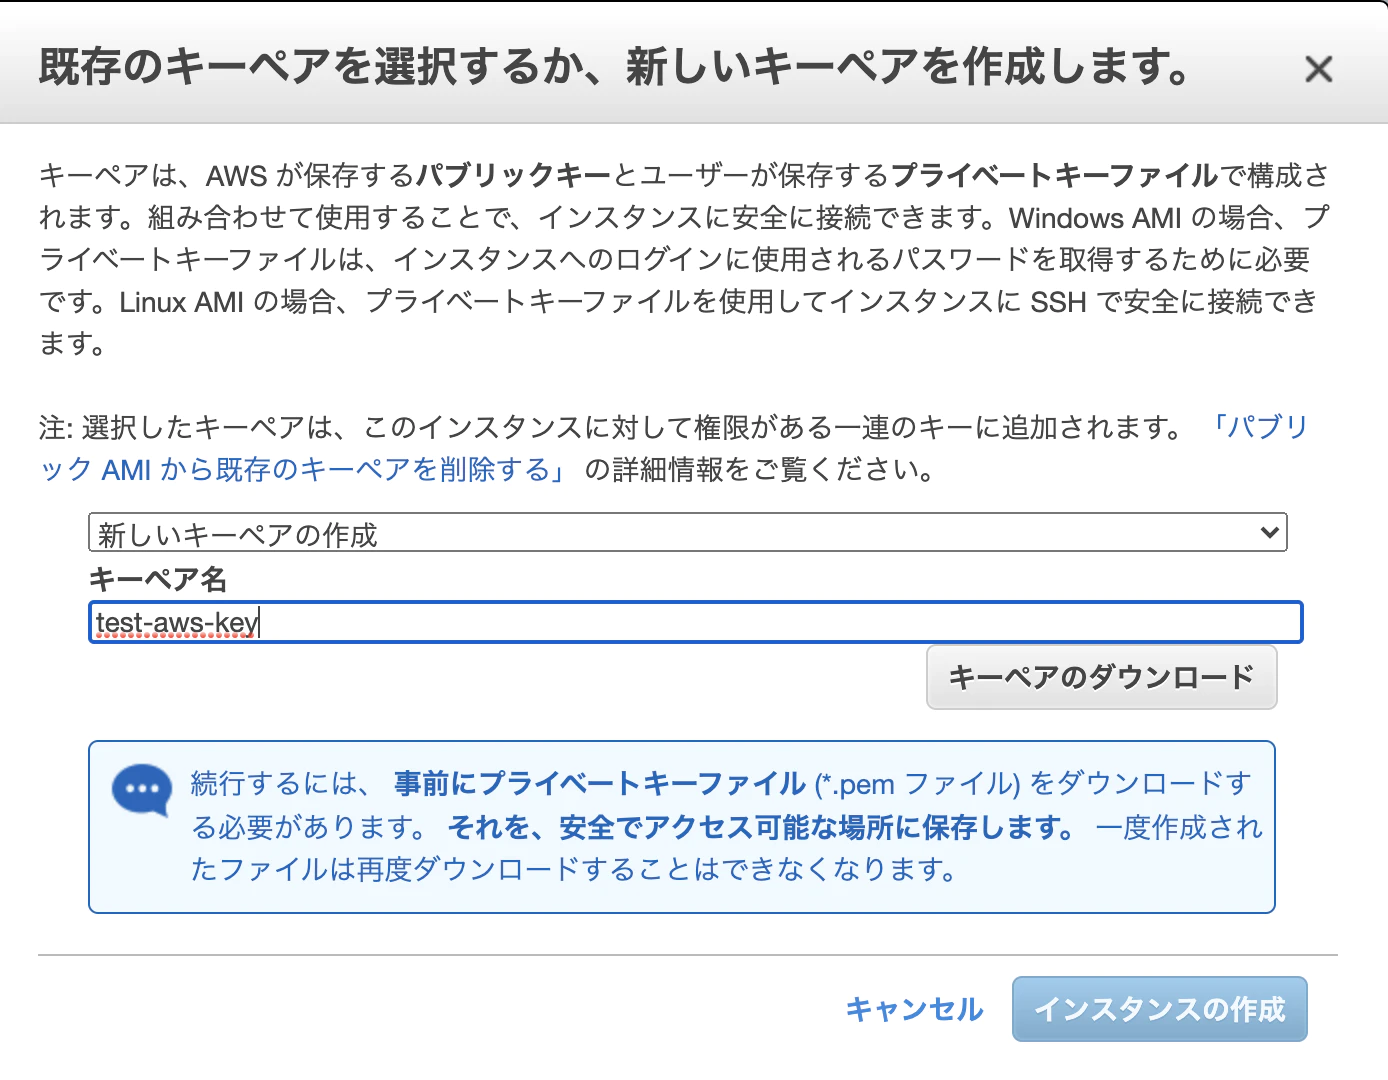 既存のキーペアを選択するか、新しいキーペアを作成します。
キーペアは、AWS が保存するパブリックキーとユーザーが保存するプライベートキーファイルで構成さ
れます。組み合わせて使用することで、インスタンスに安全に接続できます。Windows AMI の場合、プ
ライベートキーファイルは、インスタンスへのログインに使用されるパスワードを取得するために必要
です。Linux AMI の場合、プライベートキーファイルを使用してインスタンスに SSH で安全に接続でき
ます。
注: 選択したキーペアは、このインスタンスに対して権限がある一連のキーに追加されます。 「パブリ
ック AMI から既存のキーペアを削除する」 の詳細情報をご覧ください。
新しいキーペアの作成
キーペア名
test-aws-key
キーペアのダウンロード
続行するには、 事前にプライベートキーファイル (*.pem ファイル) をダウンロードす
る必要があります。 それを、安全でアクセス可能な場所に保存します。 一度作成され
たファイルは再度ダウンロードすることはできなくなります。
キャンセル
インスタンスの作成